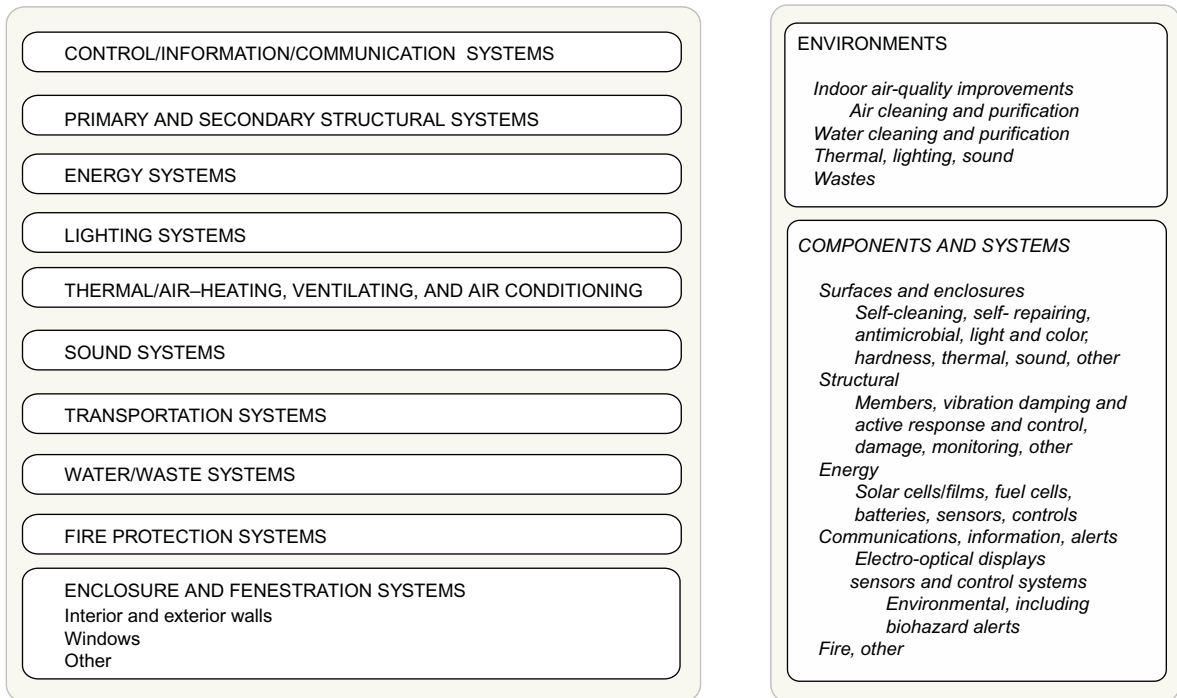 CONTROL/INFORMATION/COMMUNICATION SYSTEMS
PRIMARY AND SECONDARY STRUCTURAL SYSTEMS
ENERGY SYSTEMS
LIGHTING SYSTEMS
THERMAL/AIR–HEATING, VENTILATING, AND AIR CONDITIONING
SOUND SYSTEMS
TRANSPORTATION SYSTEMS
WATER/WASTE SYSTEMS
FIRE PROTECTION SYSTEMS
ENCLOSURE AND FENESTRATION SYSTEMS
Interior and exterior walls
Windows
Other
ENVIRONMENTS
Indoor air-quality improvements
Air cleaning and purification
Water cleaning and purification
Thermal, lighting, sound
Wastes
COMPONENTS AND SYSTEMS
Surfaces and enclosures
Self-cleaning, self- repairing,
antimicrobial, light and color,
hardness, thermal, sound, other
Structural
Members, vibration damping and
active response and control,
damage, monitoring, other
Energy
Solar cells/films, fuel cells,
batteries, sensors, controls
Communications, information, alerts
Electro-optical displays
sensors and control systems
Environmental, including
biohazard alerts
Fire, other